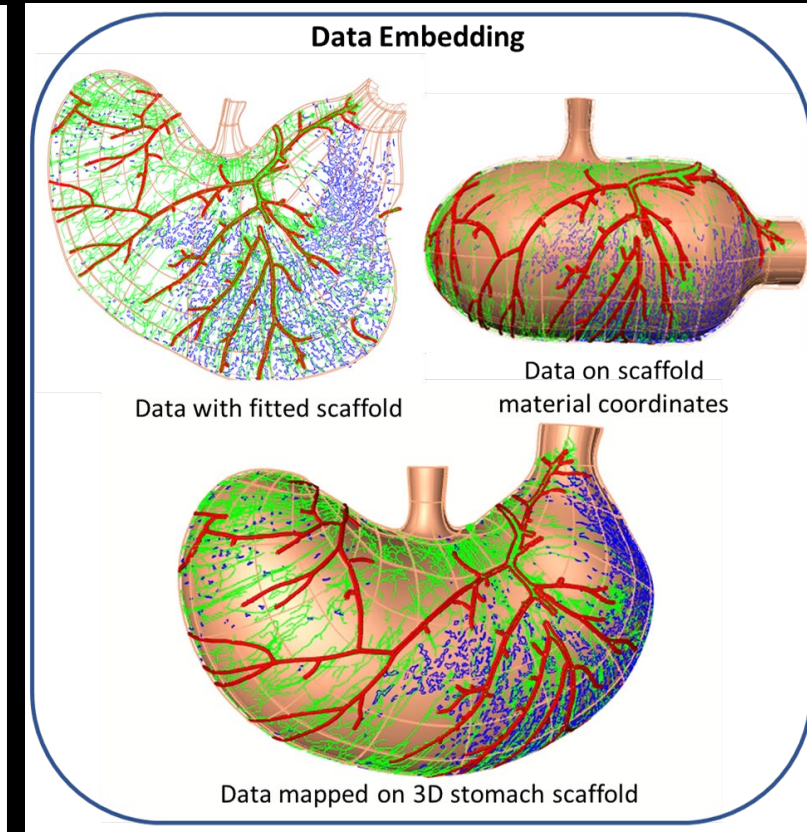 Data Embedding
Data with fitted scaffold
Data on scaffold
material coordinates
Data mapped on 3D stomach scaffold